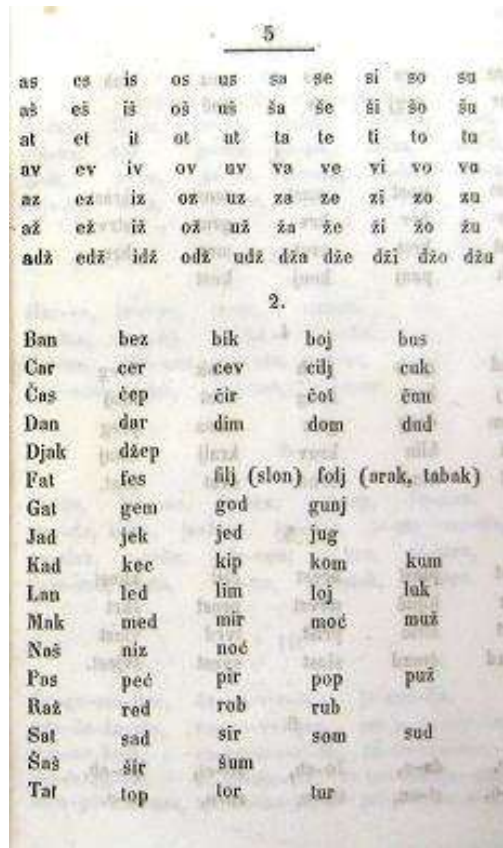 5
as es is os us sa se si so su
aš eš iš oš uš ša še ši šo šu
at et it ot ut ta te ti to tu
av ev iv ov uv va ve vi vo vu
az ez iz oz uz za ze zi zo zu
až ež iž ož už ža že ži žo žu
adž edž idž odž udž dža dže dži džo džu
2.
Ban bez bik boj bus
Car cer cev cilj cuk
Čas čep čir čot čun
Dan dar dim dom dud
Djak džep
Fat fes filj (slon) folj (arak, tabak)
Gat gem god gunj
Jad jek jed jug
Kad kec kip kom kum
Lan led lim loj luk
Mak med mir moć muž
Naš niz noć
Pas peć pir pop puž
Raž red rob rub
Sat sad sir som sud
Šaš šir šum
Tat top tor tur